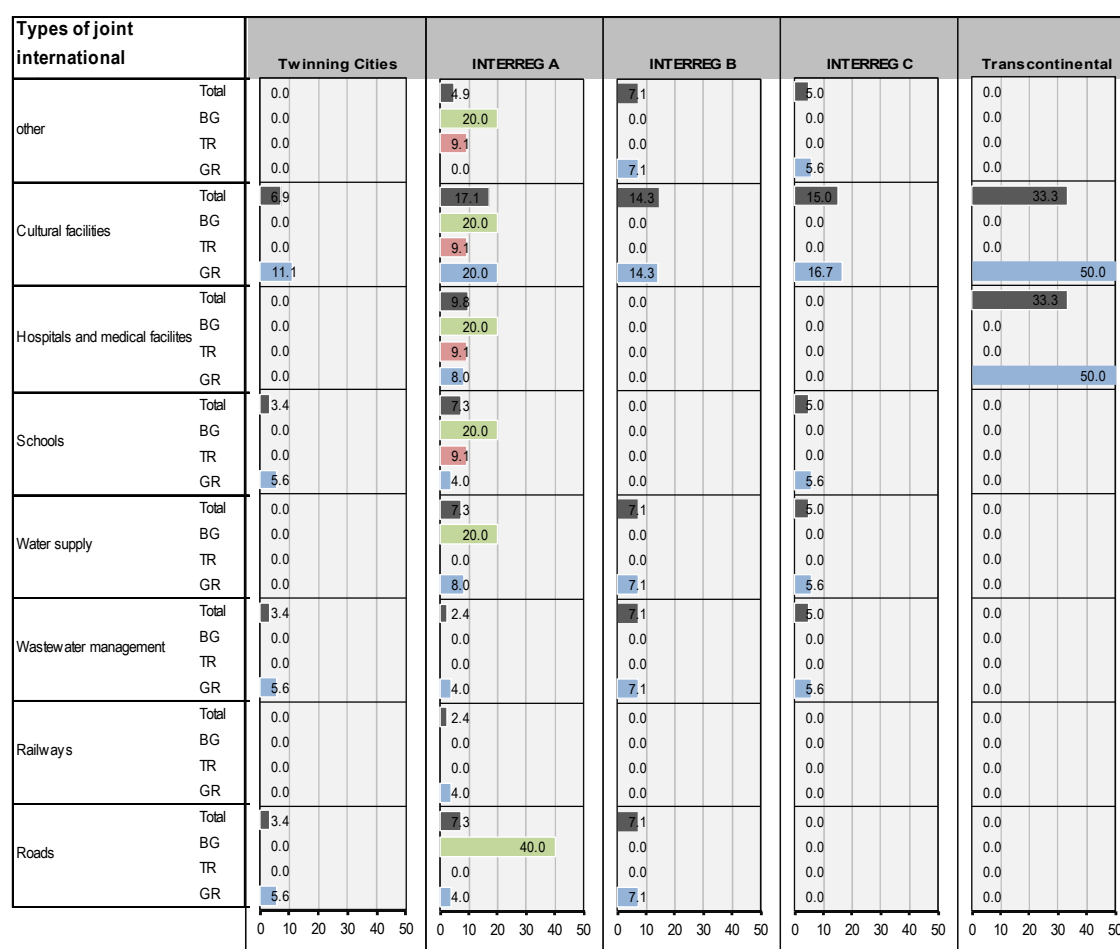 Types of joint
international
Twinning Cities INTERREG A INTERREG B INTERREG C Transcontinental
other
Total 0.0 4.9 7.1 5.0 0.0
BG 0.0 20.0 0.0 0.0 0.0
TR 0.0 9.1 0.0 0.0 0.0
GR 0.0 0.0 7.1 5.6 0.0
Cultural facilities
Total 6.9 17.1 14.3 15.0 33.3
BG 0.0 20.0 0.0 0.0 0.0
TR 0.0 9.1 0.0 0.0 0.0
GR 11.1 20.0 14.3 16.7 50.0
Hospitals and medical facilites
Total 0.0 9.8 0.0 0.0 33.3
BG 0.0 20.0 0.0 0.0 0.0
TR 0.0 9.1 0.0 0.0 0.0
GR 0.0 8.0 0.0 0.0 50.0
Schools
Total 3.4 7.3 0.0 5.0 0.0
BG 0.0 20.0 0.0 0.0 0.0
TR 0.0 9.1 0.0 0.0 0.0
GR 5.6 4.0 0.0 5.6 0.0
Water supply
Total 0.0 7.3 7.1 5.0 0.0
BG 0.0 20.0 0.0 0.0 0.0
TR 0.0 0.0 0.0 0.0 0.0
GR 0.0 8.0 7.1 5.6 0.0
Wastewater management
Total 3.4 2.4 7.1 5.0 0.0
BG 0.0 0.0 0.0 0.0 0.0
TR 0.0 0.0 0.0 0.0 0.0
GR 5.6 4.0 7.1 5.6 0.0
Railways
Total 0.0 2.4 0.0 0.0 0.0
BG 0.0 0.0 0.0 0.0 0.0
TR 0.0 0.0 0.0 0.0 0.0
GR 0.0 4.0 0.0 0.0 0.0
Roads
Total 3.4 7.3 7.1 0.0 0.0
BG 0.0 40.0 0.0 0.0 0.0
TR 0.0 0.0 0.0 0.0 0.0
GR 5.6 4.0 7.1 0.0 0.0
0 10 20 30 40 50 0 10 20 30 40 50 0 10 20 30 40 50 0 10 20 30 40 50 0 10 20 30 40 50